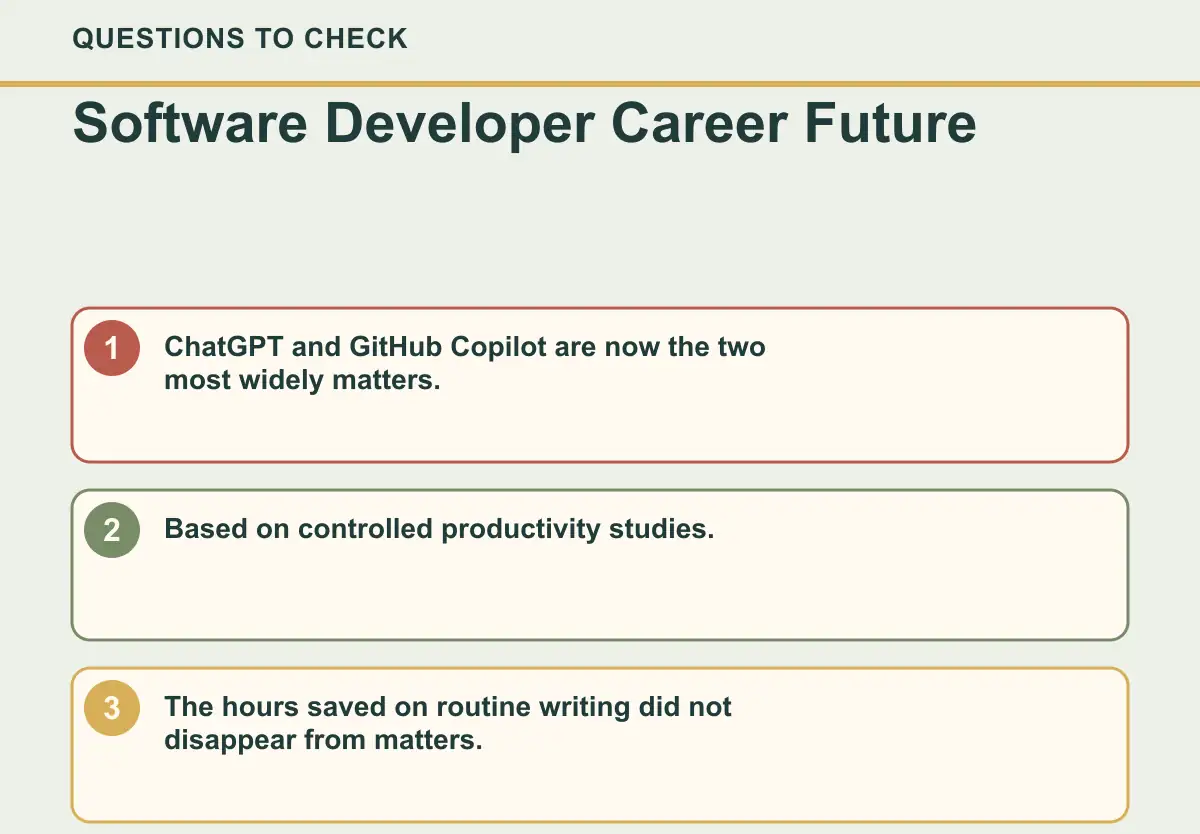 QUESTIONS TO CHECK
Software Developer Career Future
1
ChatGPT and GitHub Copilot are now the two
most widely matters.
2
Based on controlled productivity studies.
3
The hours saved on routine writing did not
disappear from matters.